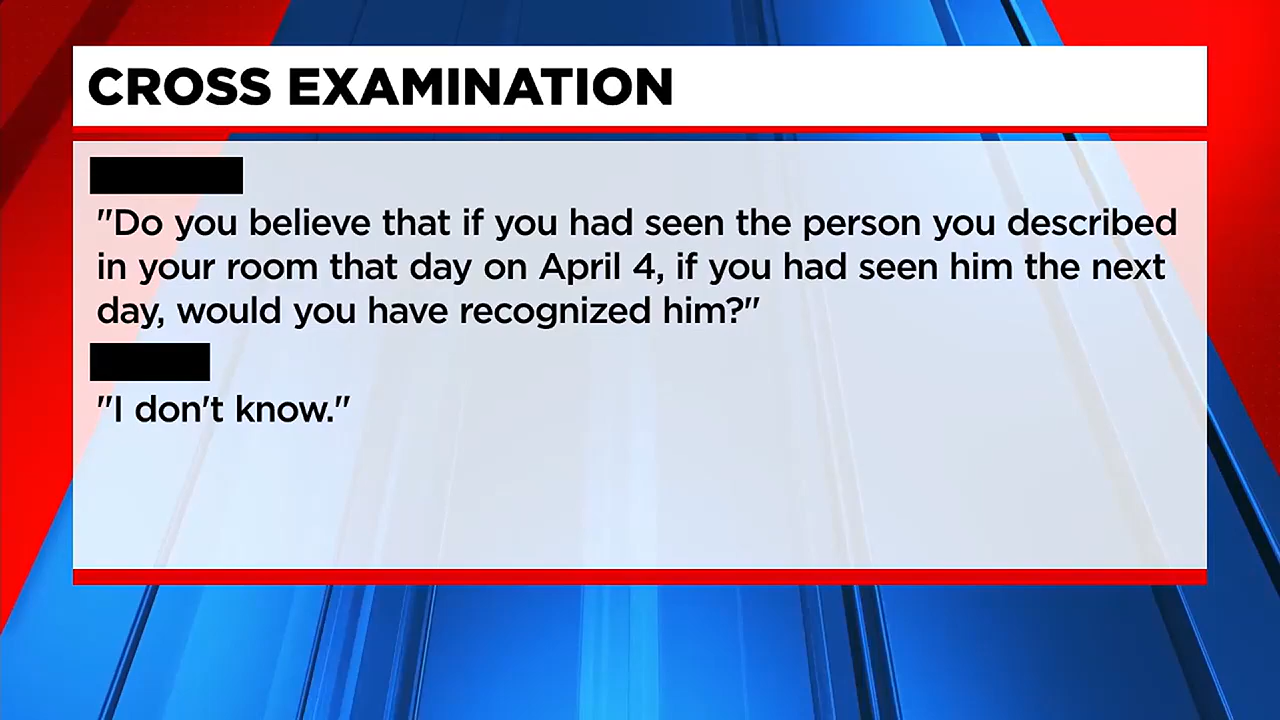 CROSS EXAMINATION
"Do you believe that if you had seen the person you described
in your room that day on April 4, if you had seen him the next
day, would you have recognized him?"
"I don't know."